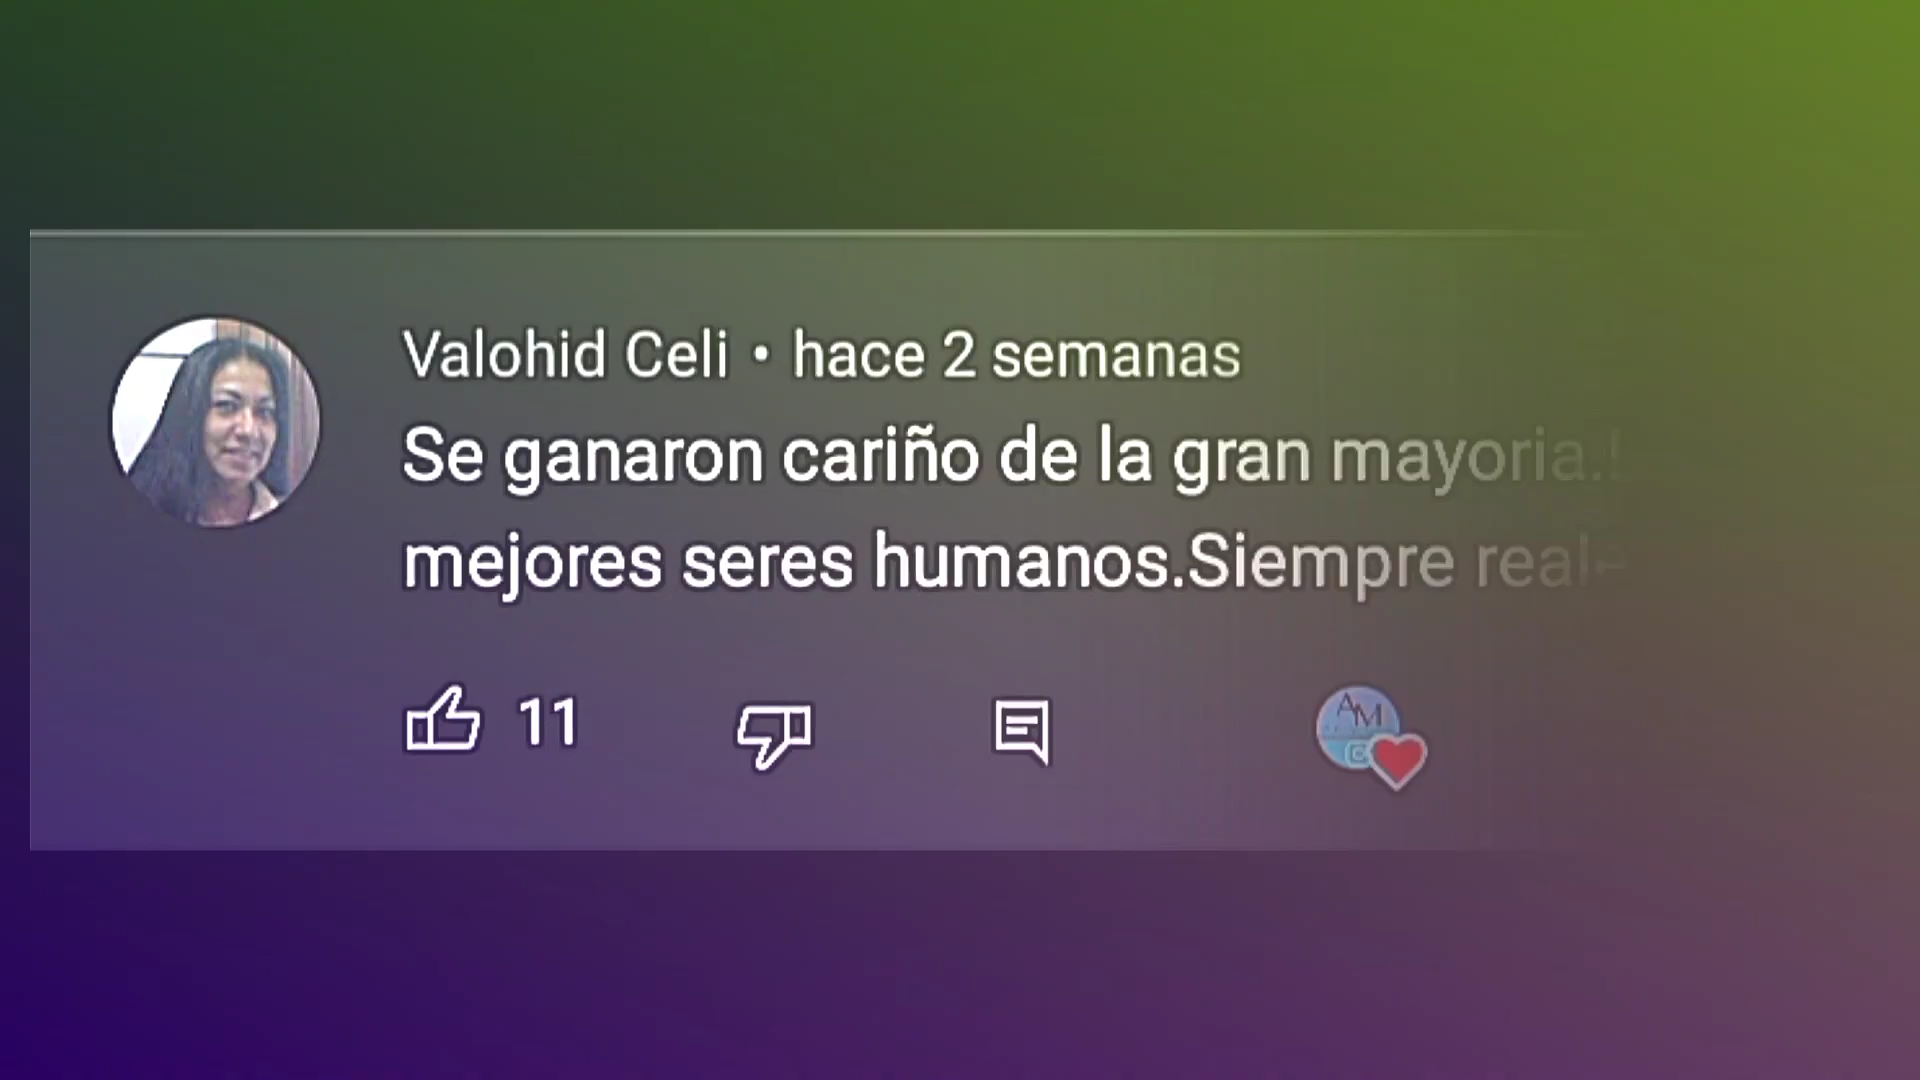 Valohid Celi • hace 2 semanas
Se ganaron cariño de la gran mayoria.!
mejores seres humanos.Siempre
11
AM
C